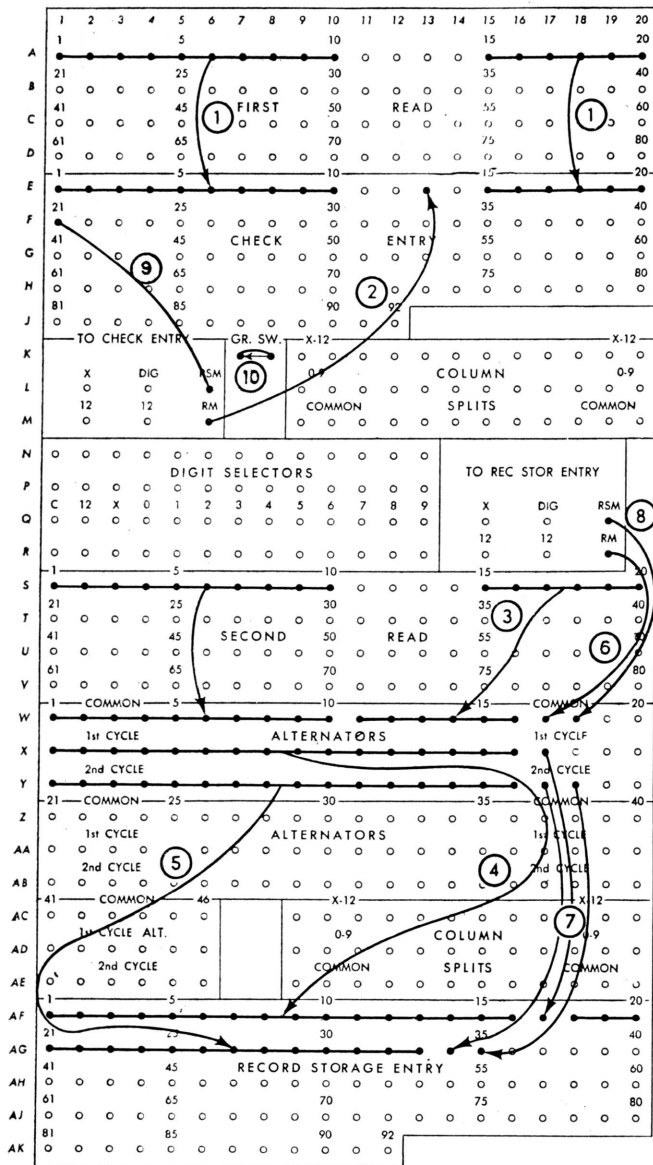 1 2 3 4 5 6 7 8 9 10 11 12 13 14 15 16 17 18 19 20
1 5 10 15 20
A
21 25 30 35 40
B
41 45 FIRST 50 READ 55 60
C
1 1
61 65 70 75 80
D
1 5 10 15 20
E
21 25 30 35 40
F
41 45 CHECK 50 ENTRY 55 60
G
9
61 65 70 75 80
H
2
81 85 90 92
J
TO CHECK ENTRY GR. SW. X-12 X-12
K
X DIG RSM 10 0-9 COLUMN 0-9
L
12 12 RM COMMON SPLITS COMMON
M
N
DIGIT SELECTORS TO REC STOR ENTRY
P
C 12 X 0 1 2 3 4 5 6 7 8 9 X DIG RSM 8
Q
12 12 RM
R
1 5 10 15 20
S
21 25 30 35 40
3
T
41 45 SECOND 50 READ 55
6
U
61 65 70 75 80
V
1 COMMON 5 10 15 COMMON 20
W
1st CYCLE ALTERNATORS 1st CYCLE
X
2nd CYCLE 2nd CYCLE
Y
21 COMMON 25 30 35 COMMON 40
Z
1st CYCLE ALTERNATORS 1st CYCLE
AA
5 4
2nd CYCLE 2nd CYCLE
AB
41 COMMON 46 X-12 X-12
AC
7
1st CYCLE ALT. 0-9 COLUMN 0-9
AD
2nd CYCLE COMMON SPLITS COMMON
AE
1 5 10 15 20
AF
21 25 30 35 40
AG
41 45 RECORD STORAGE ENTRY 55 60
AH
61 65 70 75 80
AJ
81 85 90 92
AK